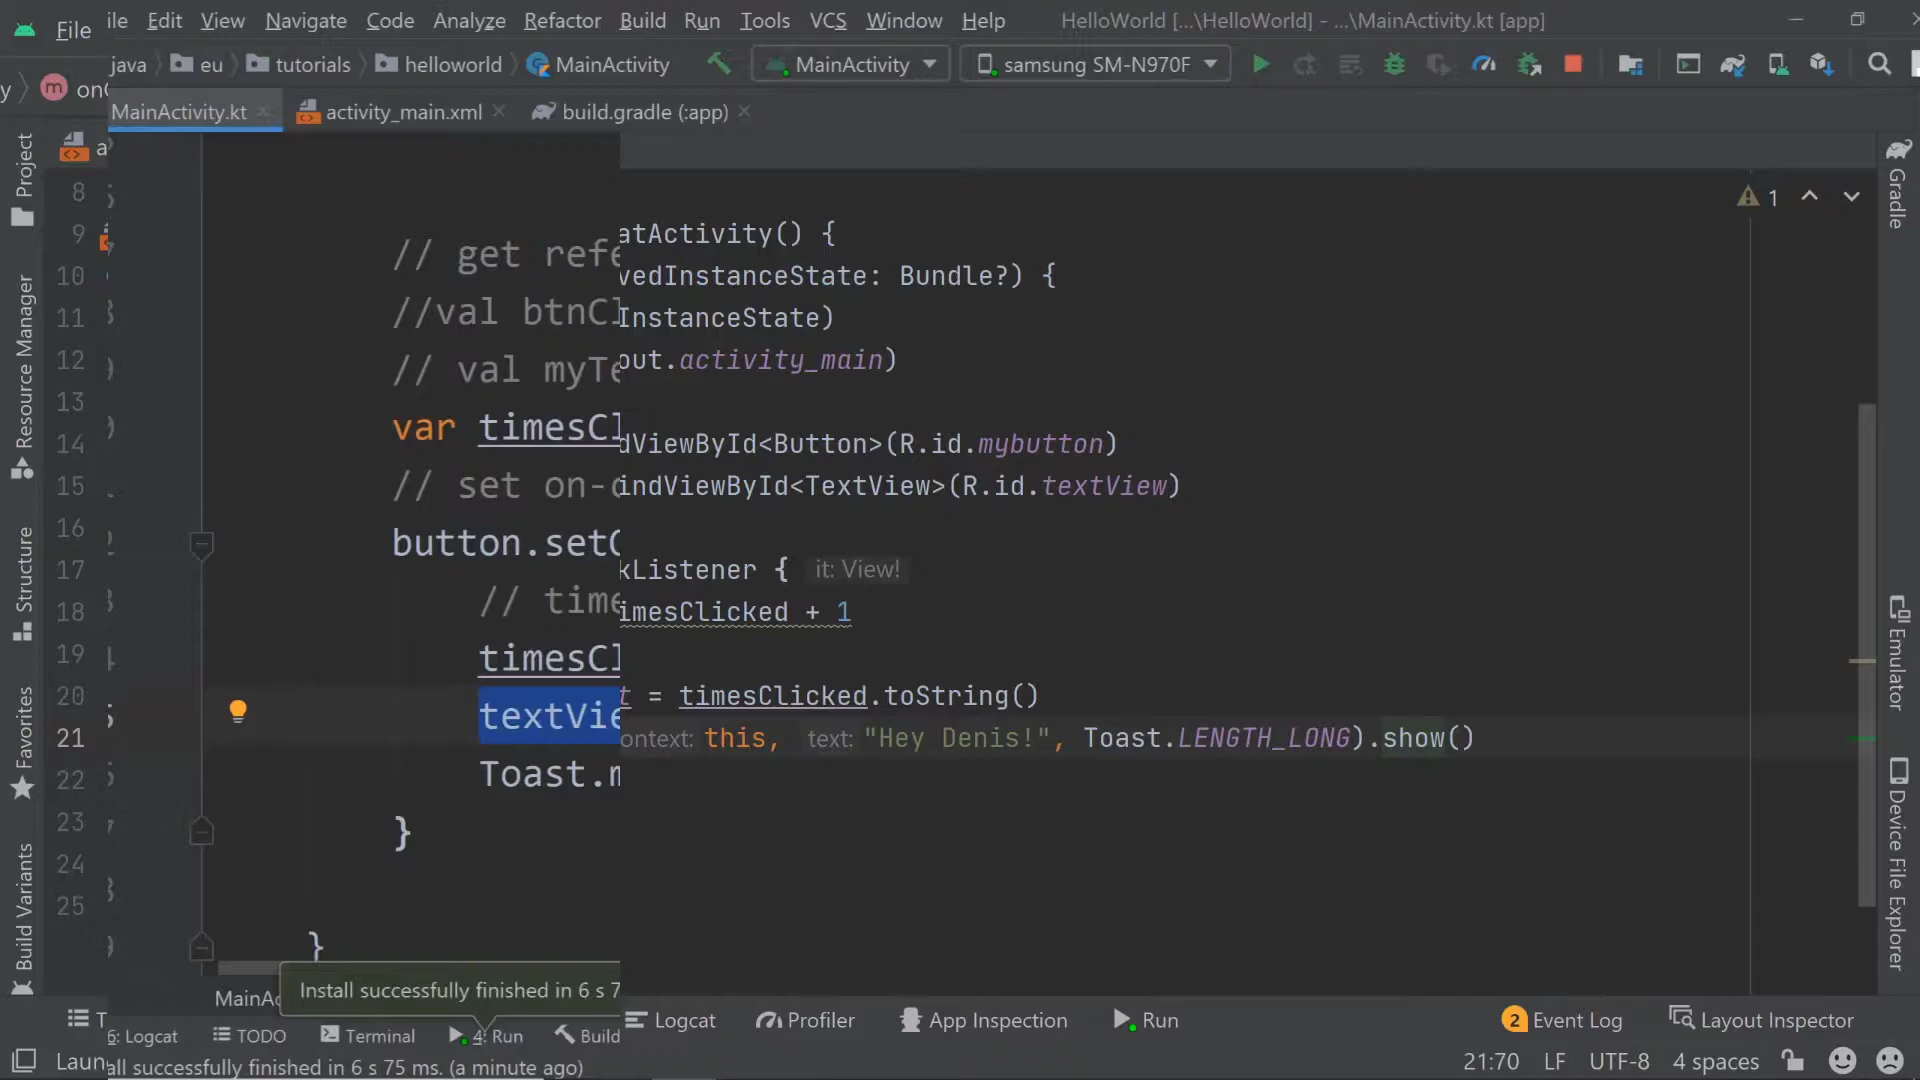 File
ile Edit View Navigate Code Analyze Refactor Build Run Tools VCS Window Help HelloWorld [...\HelloWorld] - ...\MainActivity.kt [app]
java eu tutorials helloworld MainActivity MainActivity samsung SM-N970F
y m
MainActivity.kt activity_main.xml build.gradle (:app)
Project
Resource Manager
Structure
Favorites
Build Variants
8
9
10
11
12
13
14
15
16
17
18
19
20
21
22
23
24
25
// get refe
//val btnCl
// val myTe
var timesCl
// set on-c
button.setO
// time
timesCl
textVie
Toast.m
}
}
atActivity() {
vedInstanceState: Bundle?) {
InstanceState)
out.activity_main)
dViewById<Button>(R.id.mybutton)
indViewById<TextView>(R.id.textView)
kListener { it: View!
imesClicked + 1
t = timesClicked.toString()
ontext: this, text: "Hey Denis!", Toast.LENGTH_LONG).show()
1
Gradle
Emulator
Device File Explorer
MainAc
Install successfully finished in 6 s 7
T
6: Logcat TODO Terminal 4: Run Build
Logcat Profiler App Inspection Run 2 Event Log Layout Inspector
Laun
all successfully finished in 6 s 75 ms. (a minute ago)
21:70 LF UTF-8 4 spaces